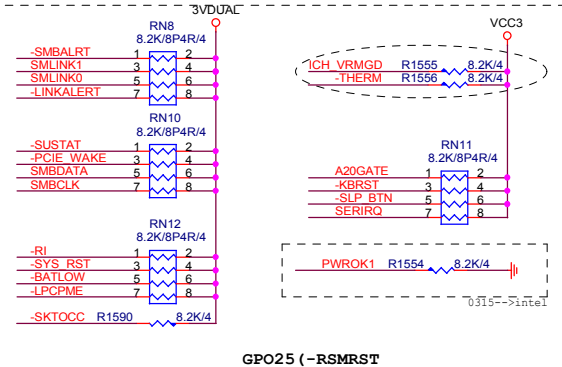 3VDUAL
RN8
8.2K/8P4R/4
-SMBALRT 1 2
SMLINK1 3 4
SMLINK0 5 6
-LINKALERT 7 8
RN10
8.2K/8P4R/4
-SUSTAT 1 2
-PCIE_WAKE 3 4
SMBDATA 5 6
SMBCLK 7 8
RN12
8.2K/8P4R/4
-RI 1 2
-SYS_RST 3 4
-BATLOW 5 6
-LPCPME 7 8
-SKTOCC R1590 8.2K/4
VCC3
ICH_VRMGD R1555 8.2K/4
-THERM R1556 8.2K/4
RN11
8.2K/8P4R/4
A20GATE 1 2
-KBRST 3 4
-SLP_BTN 5 6
SERIRQ 7 8
PWROK1 R1554 8.2K/4
0315-->intel
GPO25(-RSMRST